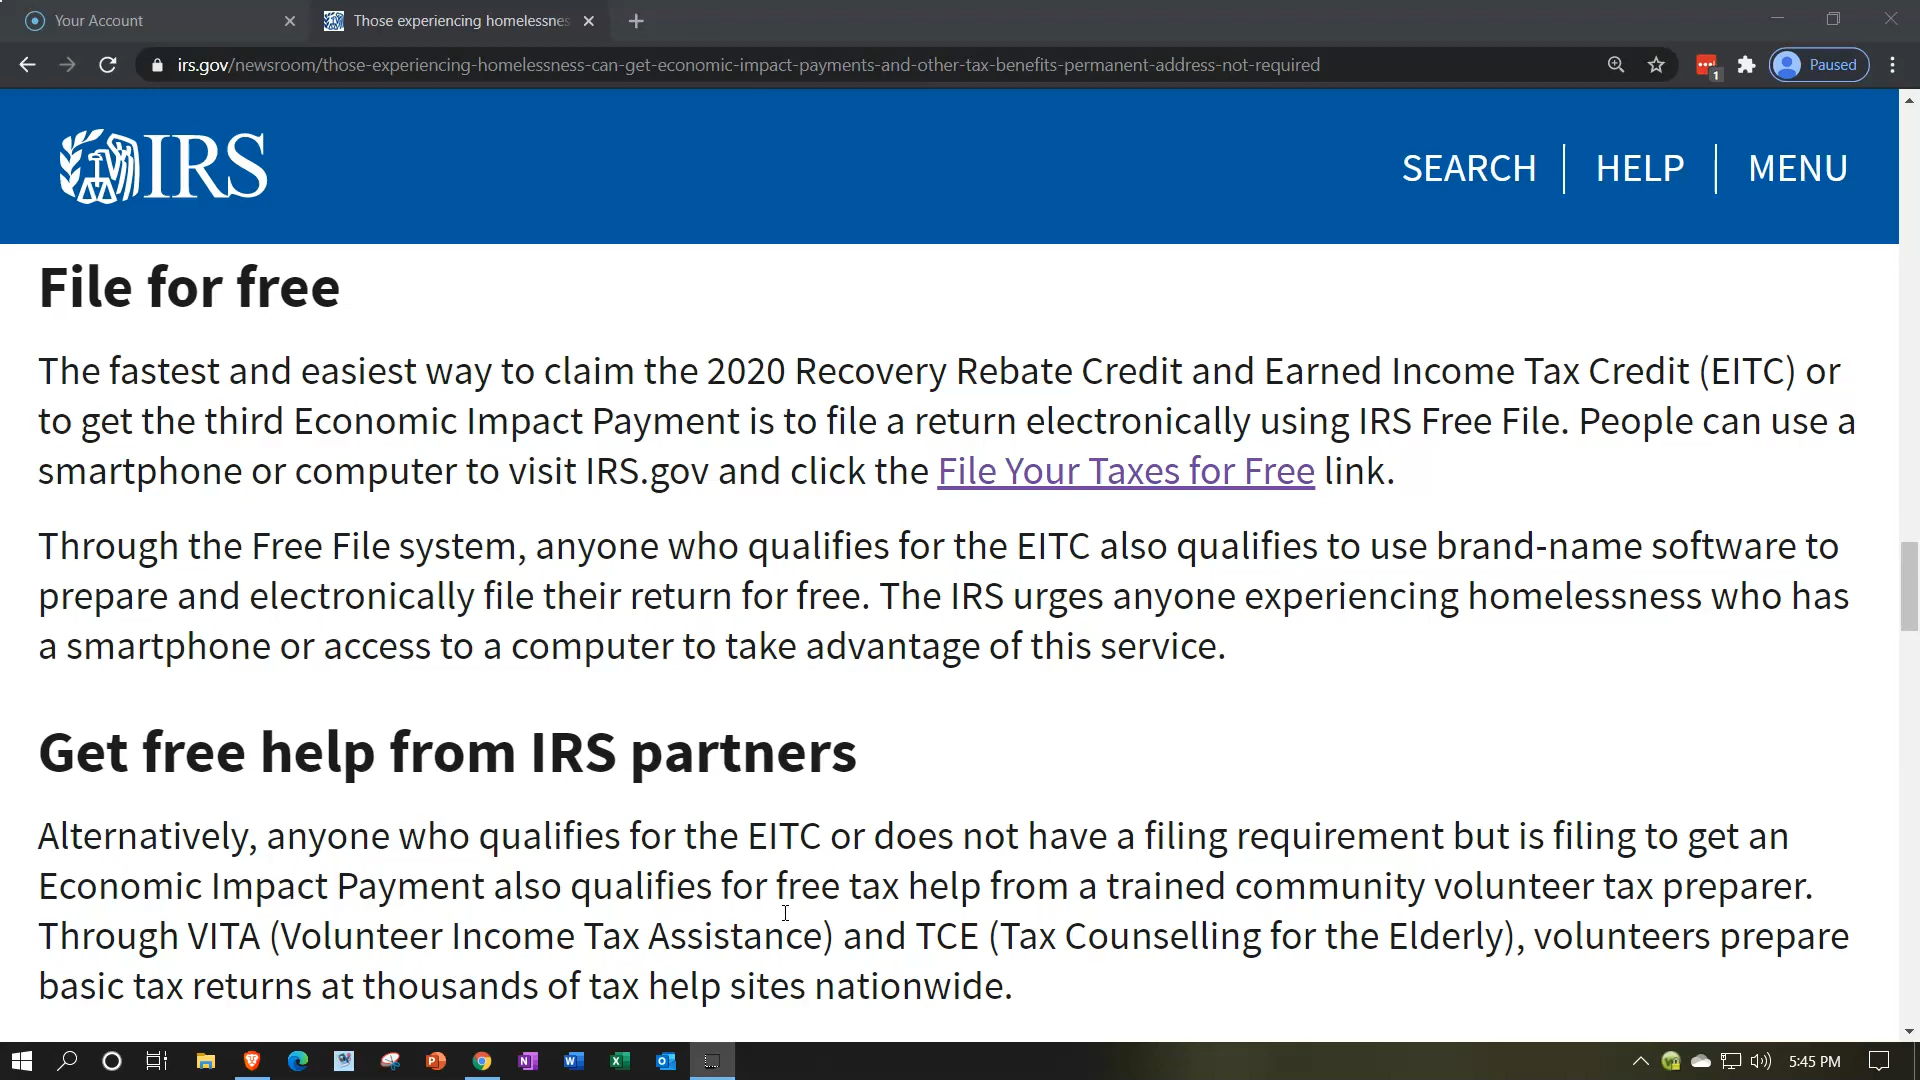 Your Account
Those experiencing homelessnes
irs.gov/newsroom/those-experiencing-homelessness-can-get-economic-impact-payments-and-other-tax-benefits-permanent-address-not-required
1
Paused
IRS
SEARCH
HELP
MENU
File for free
The fastest and easiest way to claim the 2020 Recovery Rebate Credit and Earned Income Tax Credit (EITC) or
to get the third Economic Impact Payment is to file a return electronically using IRS Free File. People can use a
smartphone or computer to visit IRS.gov and click the File Your Taxes for Free link.
Through the Free File system, anyone who qualifies for the EITC also qualifies to use brand-name software to
prepare and electronically file their return for free. The IRS urges anyone experiencing homelessness who has
a smartphone or access to a computer to take advantage of this service.
Get free help from IRS partners
Alternatively, anyone who qualifies for the EITC or does not have a filing requirement but is filing to get an
Economic Impact Payment also qualifies for free tax help from a trained community volunteer tax preparer.
Through VITA (Volunteer Income Tax Assistance) and TCE (Tax Counselling for the Elderly), volunteers prepare
basic tax returns at thousands of tax help sites nationwide.
5:45 PM